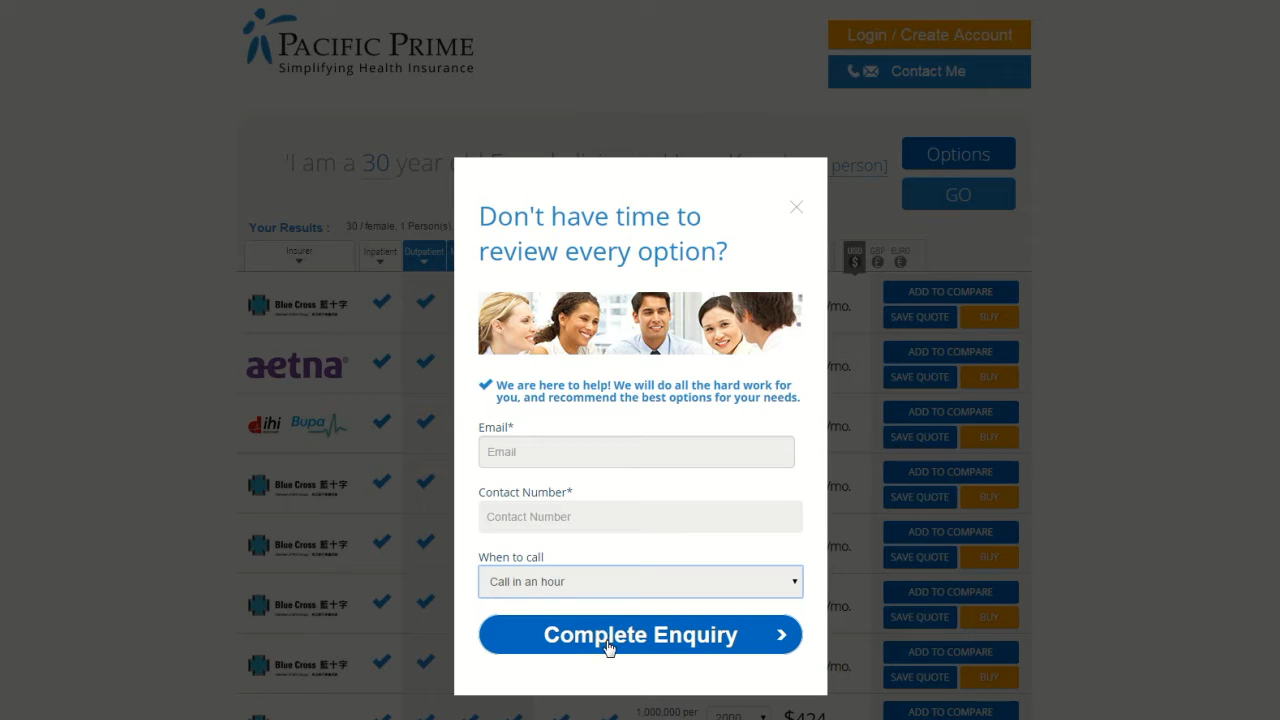 PACIFIC PRIME
Simplifying Health Insurance
Login / Create Account
Contact Me
'I am a 30 year
person]
Options
GO
Your Results : 30 / female, 1 Person(s),
Insurer
Inpatient
Outpatient
USD
$
GBP
£
EURO
Don't have time to
review every option?
We are here to help! We will do all the hard work for
you, and recommend the best options for your needs.
Email*
Email
Contact Number*
Contact Number
When to call
Call in an hour
Complete Enquiry
Blue Cross 藍十字
/mo.
ADD TO COMPARE
SAVE QUOTE
BUY
aetna
/mo.
ADD TO COMPARE
SAVE QUOTE
BUY
dihi Bupa
/mo.
ADD TO COMPARE
SAVE QUOTE
BUY
Blue Cross 藍十字
/mo.
ADD TO COMPARE
SAVE QUOTE
BUY
Blue Cross 藍十字
/mo.
ADD TO COMPARE
SAVE QUOTE
BUY
Blue Cross 藍十字
/mo.
ADD TO COMPARE
SAVE QUOTE
BUY
Blue Cross 藍十字
/mo.
ADD TO COMPARE
SAVE QUOTE
BUY
1,000,000 per
2000
$424
ADD TO COMPARE